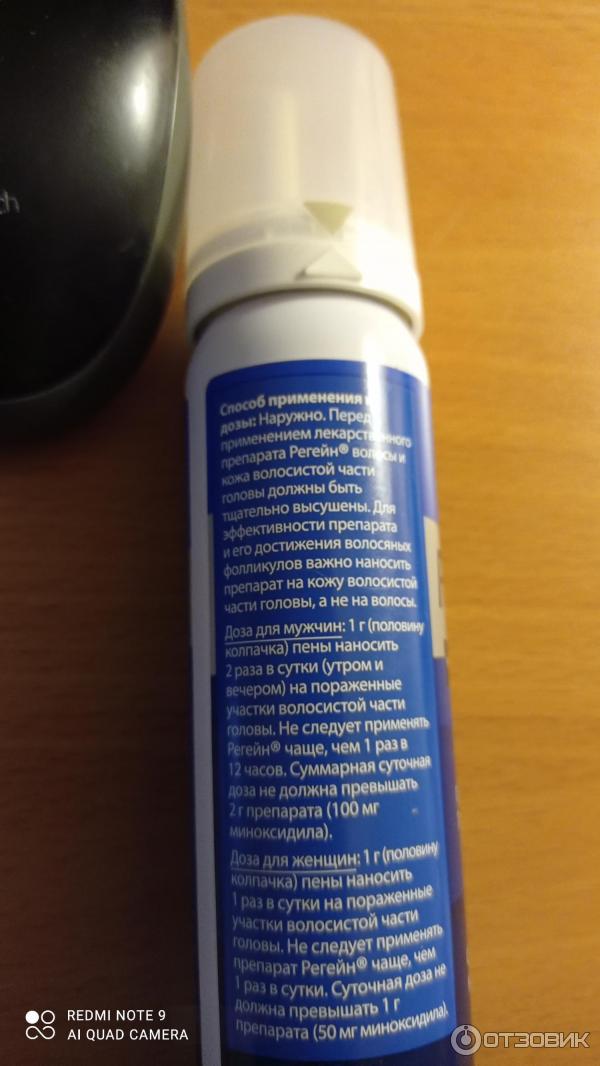 ch
Способ применения и
дозы: Наружно. Перед
применением лекарственного
препарата Регейн® волосы и
кожа волосистой части
головы должны быть
тщательно высушены. Для
эффективности препарата
и его достижения волосяных
фолликулов важно наносить
препарат на кожу волосистой
части головы, а не на волосы.
Доза для мужчин: 1 г (половину
колпачка) пены наносить
2 раза в сутки (утром и
вечером) на пораженные
участки волосистой части
головы. Не следует применять
Регейн® чаще, чем 1 раз в
12 часов. Суммарная суточная
доза не должна превышать
2 г препарата (100 мг
миноксидила).
Доза для женщин: 1 г (половину
колпачка) пены наносить
1 раз в сутки на пораженные
участки волосистой части
головы. Не следует применять
препарат Регейн® чаще, чем
1 раз в сутки. Суточная доза не
должна превышать 1 г
препарата (50 мг миноксидила).
REDMI NOTE 9
AI QUAD CAMERA
ОТЗОВИК